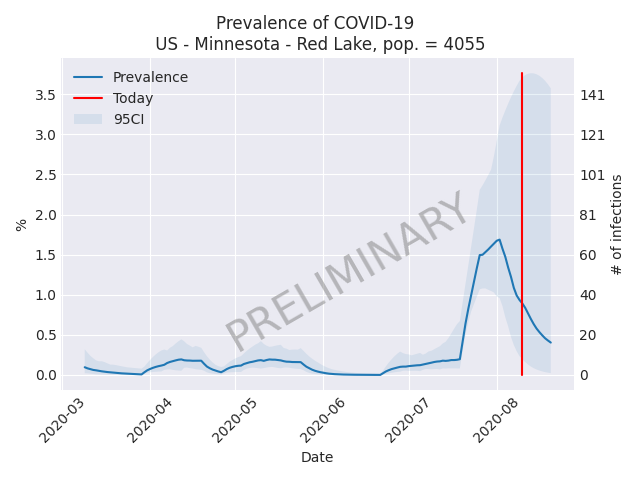 Prevalence of COVID-19
US - Minnesota - Red Lake, pop. = 4055
Prevalence
Today
95CI
PRELIMINARY
%
3.5
3.0
2.5
2.0
1.5
1.0
0.5
0.0
141
121
101
81
60
40
20
0
# of infections
2020-03
2020-04
2020-05
2020-06
2020-07
2020-08
Date